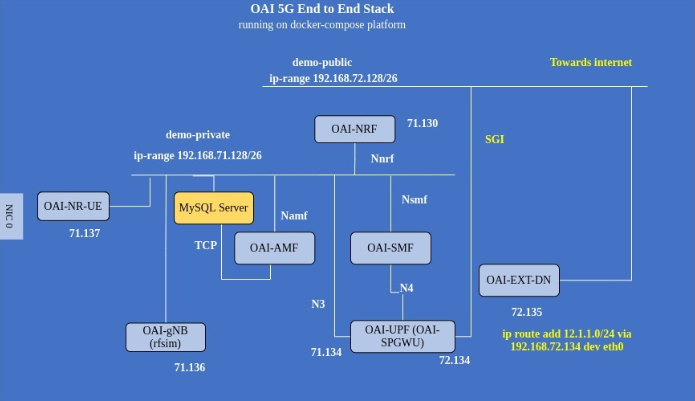 OAI 5G End to End Stack
running on docker-compose platform
demo-public
ip-range 192.168.72.128/26
Towards internet
OAI-NRF
71.130
demo-private
ip-range 192.168.71.128/26
Nnrf
SGI
NIC 0
OAI-NR-UE
71.137
MySQL Server
Namf
Nsmf
TCP
OAI-AMF
OAI-SMF
OAI-EXT-DN
72.135
N4
N3
OAI-gNB
(rfsim)
71.136
OAI-UPF (OAI-
SPGWU)
71.134
72.134
ip route add 12.1.1.0/24 via
192.168.72.134 dev eth0